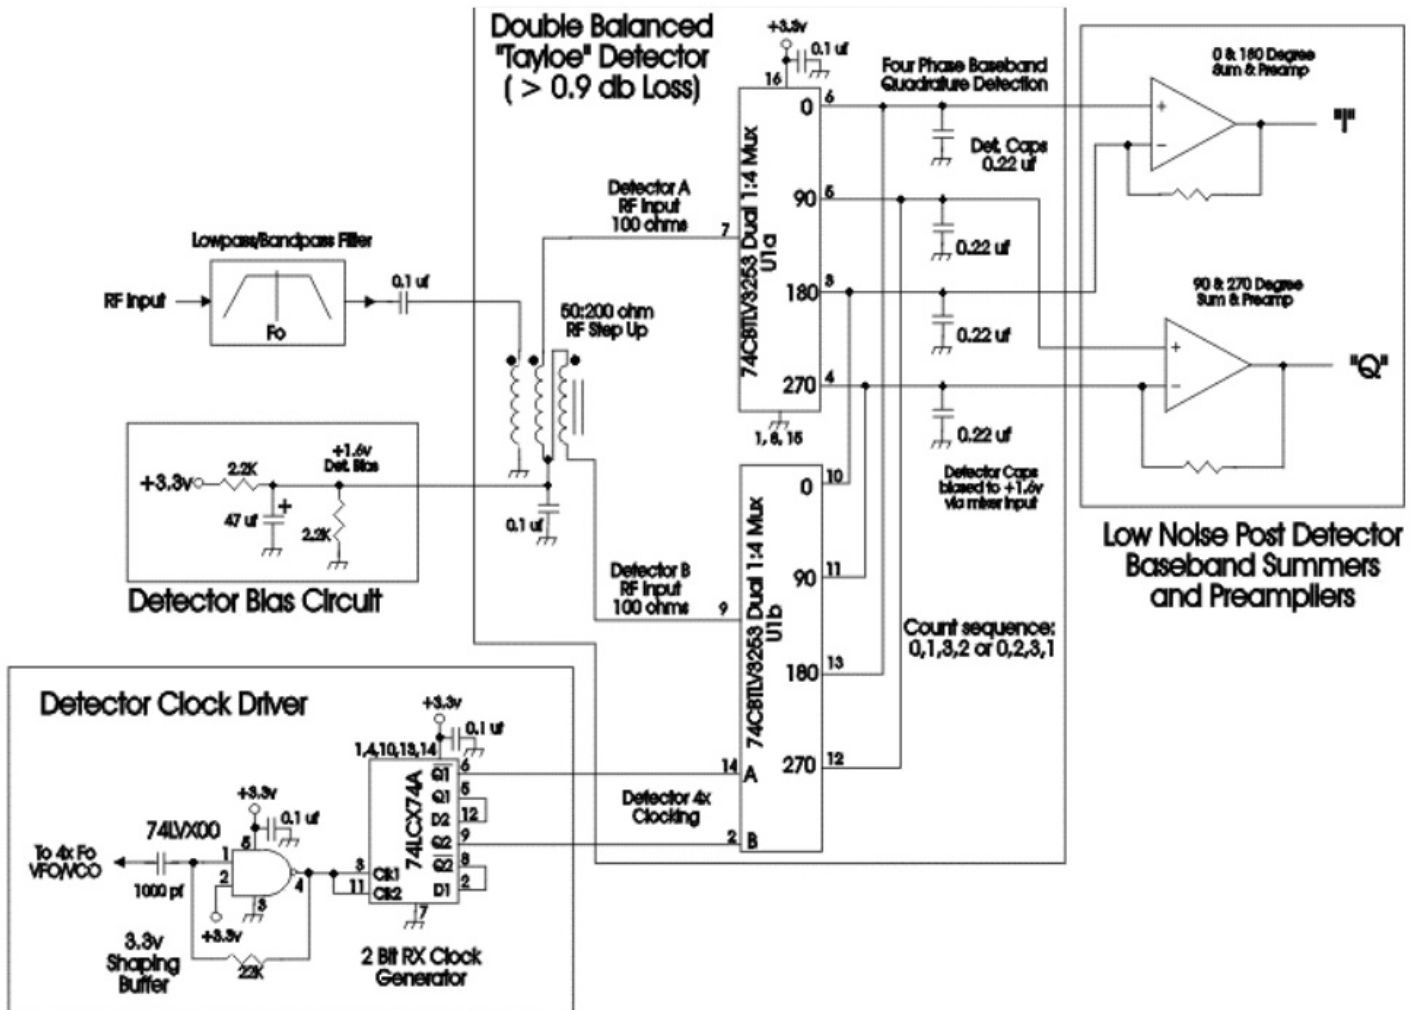 Double Balanced
"Tayloe" Detector
( > 0.9 db Loss)
+3.3v
0.1 uf
16
Four Phase Baseband
Quadrature Detection
0 & 180 Degree
Sum & Preamp
+
-
"I"
0
6
Det. Caps
0.22 uf
74CBTLV3253 Dual 1:4 Mux
U1a
Detector A
RF Input
100 ohms
7
90
5
0.22 uf
180
3
0.22 uf
270
4
0.22 uf
1, 8, 15
Lowpass/Bandpass Filter
RF Input
Fo
0.1 uf
50:200 ohm
RF Step Up
90 & 270 Degree
Sum & Preamp
+
-
"Q"
Detector Caps
biased to +1.6v
via mixer input
Low Noise Post Detector
Baseband Summers
and Preampliers
+3.3v
2.2K
+1.6v
Det. Bias
47 uf
+
2.2K
0.1 uf
Detector Bias Circuit
Detector B
RF Input
100 ohms
9
74CBTLV3253 Dual 1:4 Mux
U1b
0
10
90
11
180
13
270
12
14
A
2
B
Count sequence:
0,1,3,2 or 0,2,3,1
Detector 4x
Clocking
Detector Clock Driver
+3.3v
0.1 uf
1,4,10,13,14
74LCX74A
Q1
6
Q1
5
D2
12
Q2
9
Q2
8
D1
2
3
Clk1
11
Clk2
7
2 Bit RX Clock
Generator
+3.3v
0.1 uf
74LVX00
To 4x Fo
VFO/VCO
1000 pf
1
2
5
4
3
+3.3v
22K
3.3v
Shaping
Buffer